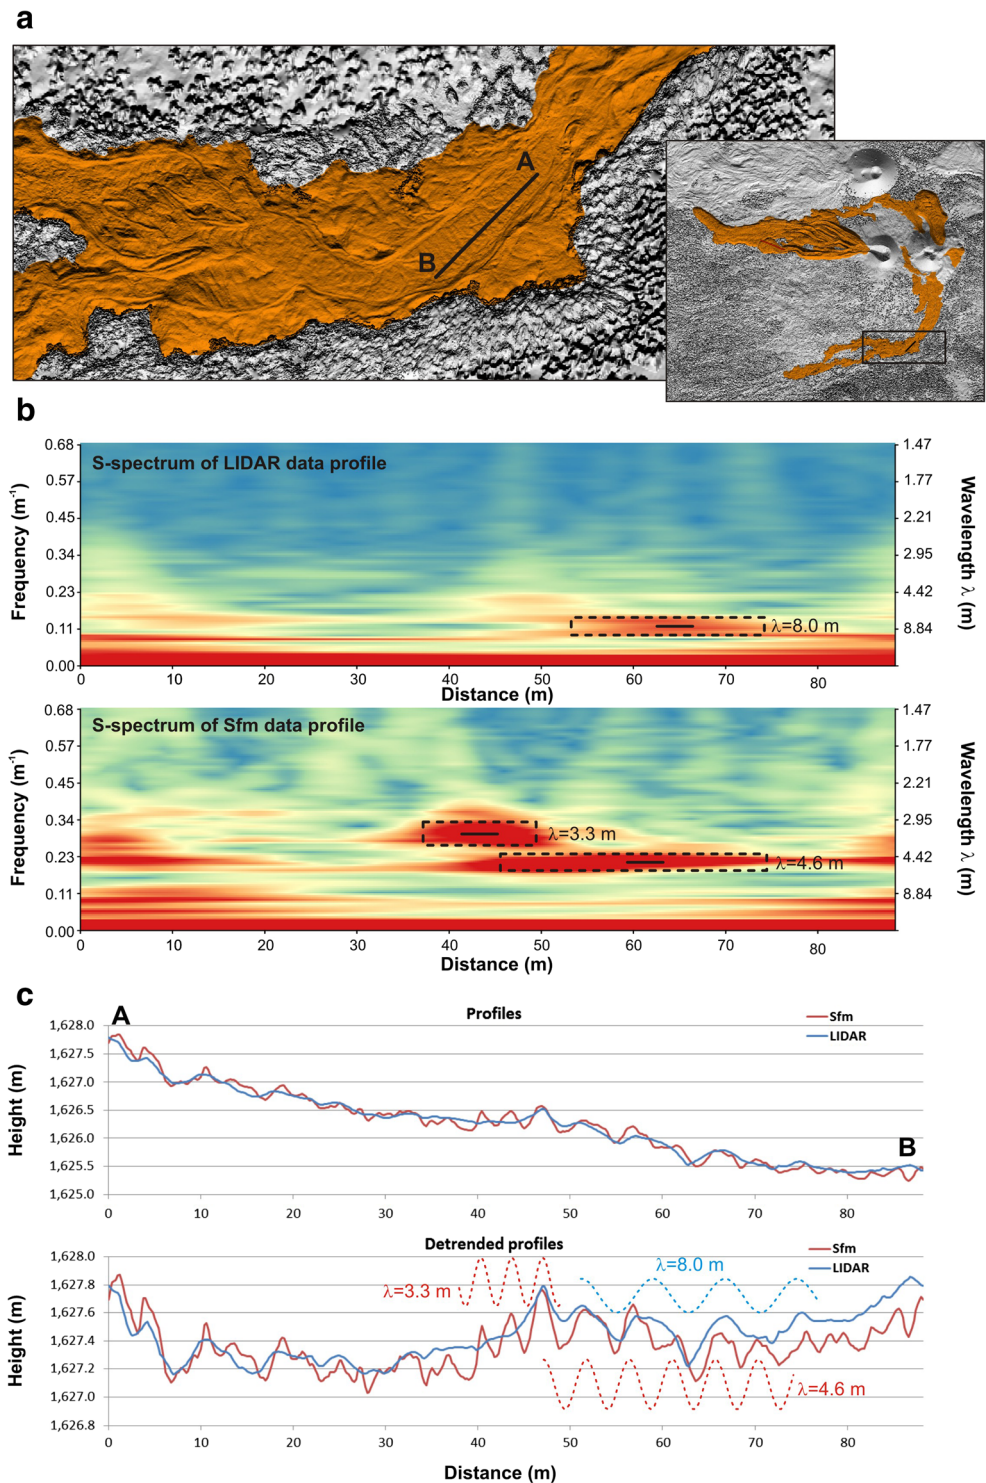 a
A
B
b
S-spectrum of LIDAR data profile
Frequency (m-1)
0.68
0.57
0.45
0.34
0.23
0.11
0.00
1.47
1.77
2.21
2.95
4.42
8.84
Wavelength λ (m)
λ=8.0 m
0 10 20 30 40 50 60 70 80
Distance (m)
S-spectrum of Sfm data profile
Frequency (m-1)
0.68
0.57
0.45
0.34
0.23
0.11
0.00
1.47
1.77
2.21
2.95
4.42
8.84
Wavelength λ (m)
λ=3.3 m
λ=4.6 m
0 10 20 30 40 50 60 70 80
Distance (m)
c
A
Profiles
Sfm
LIDAR
Height (m)
1,628.0
1,627.5
1,627.0
1,626.5
1,626.0
1,625.5
1,625.0
B
0 10 20 30 40 50 60 70 80
Detrended profiles
Sfm
LIDAR
Height (m)
1,628.0
1,627.8
1,627.6
1,627.4
1,627.2
1,627.0
1,626.8
λ=3.3 m
λ=8.0 m
λ=4.6 m
0 10 20 30 40 50 60 70 80
Distance (m)